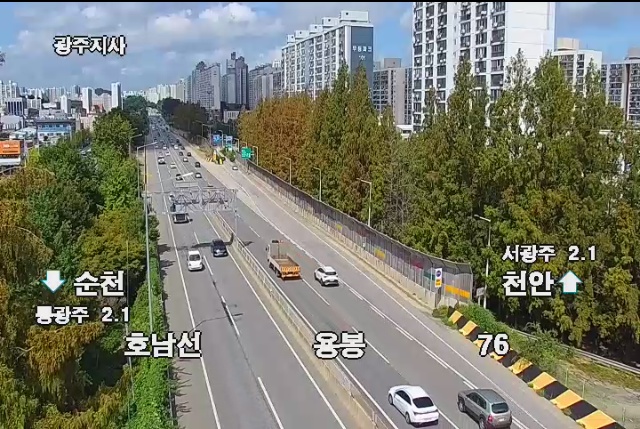 광주지사
서광주 2.1
순천
천안
동광주 2.1
호남선 용봉 76